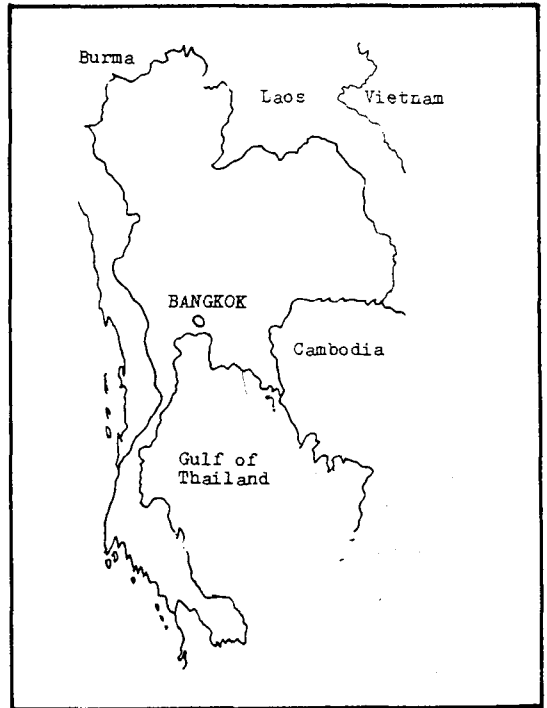 Burma
Laos
Vietnam
BANGKOK
Cambodia
Gulf of
Thailand